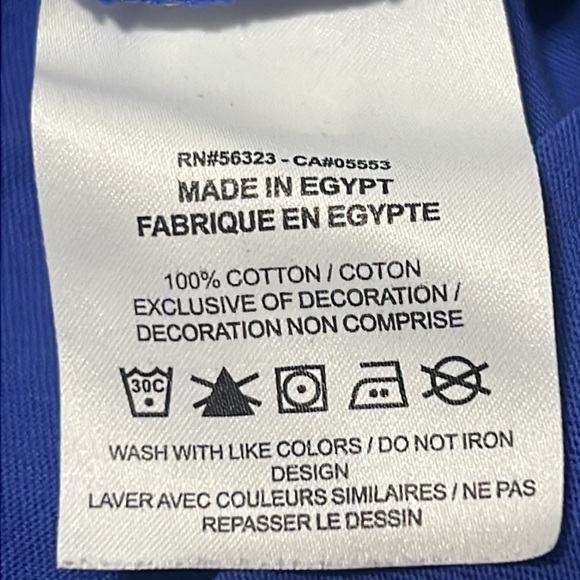 RN#56323 - CA#05553
MADE IN EGYPT
FABRIQUE EN EGYPTE
100% COTTON / COTON
EXCLUSIVE OF DECORATION /
DECORATION NON COMPRISE
30C
WASH WITH LIKE COLORS / DO NOT IRON
DESIGN
LAVER AVEC COULEURS SIMILAIRES / NE PAS
REPASSER LE DESSIN